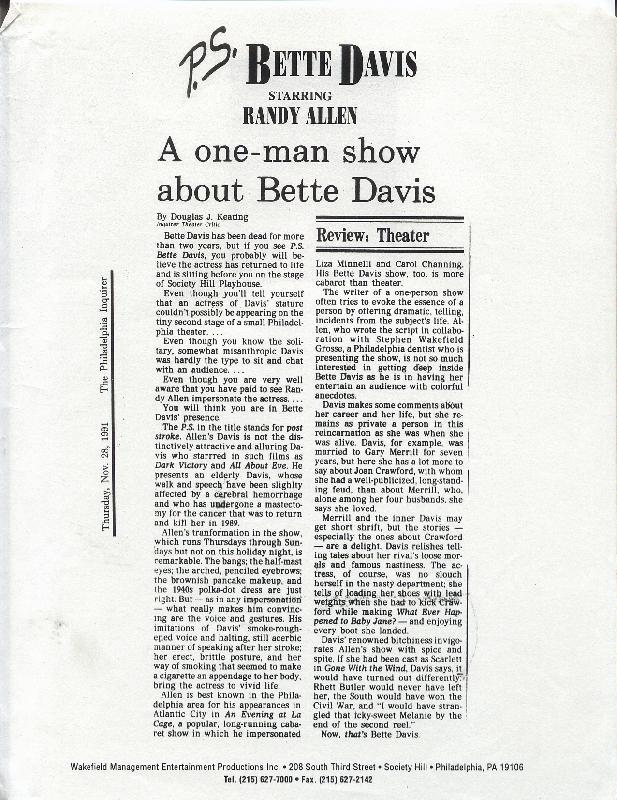 P.S. BETTE DAVIS
STARRING
RANDY ALLEN
A one-man show
about Bette Davis
By Douglas J. Keating
Inquirer Theater Critic
Bette Davis has been dead for more
than two years, but if you see P.S.
Bette Davis, you probably will be-
lieve the actress has returned to life
and is sitting before you on the stage
of Society Hill Playhouse.
Even though you'll tell yourself
that an actress of Davis' stature
couldn't possibly be appearing on the
tiny second stage of a small Philadel-
phia theater. . . .
Even though you know the soli-
tary, somewhat misanthropic Davis
was hardly the type to sit and chat
with an audience. . . .
Even though you are very well
aware that you have paid to see Ran-
dy Allen impersonate the actress. . . .
You will think you are in Bette
Davis' presence.
The P.S. in the title stands for post
stroke. Allen's Davis is not the dis-
tinctively attractive and alluring Da-
vis who starred in such films as
Dark Victory and All About Eve. He
presents an elderly Davis, whose
walk and speech have been slightly
affected by a cerebral hemorrhage
and who has undergone a mastecto-
my for the cancer that was to return
and kill her in 1989.
Allen's tranformation in the show,
which runs Thursdays through Sun-
days but not on this holiday night, is
remarkable. The bangs; the half-mast
eyes; the arched, penciled eyebrows;
the brownish pancake makeup, and
the 1940s polka-dot dress are just
right. But — as in any impersonation
— what really makes him convinc-
ing are the voice and gestures. His
imitations of Davis' smoke-rough-
ened voice and halting, still acerbic
manner of speaking after her stroke;
her erect, brittle posture, and her
way of smoking that seemed to make
a cigarette an appendage to her body,
bring the actress to vivid life.
Allen is best known in the Phila-
delphia area for his appearances in
Atlantic City in An Evening at La
Cage, a popular, long-running caba-
ret show in which he impersonated
Review: Theater
Liza Minnelli and Carol Channing.
His Bette Davis show, too, is more
cabaret than theater.
The writer of a one-person show
often tries to evoke the essence of a
person by offering dramatic, telling,
incidents from the subject's life. Al-
len, who wrote the script in collabo-
ration with Stephen Wakefield
Grosso, a Philadelphia dentist who is
presenting the show, is not so much
interested in getting deep inside
Bette Davis as he is in having her
entertain an audience with colorful
anecdotes.
Davis makes some comments about
her career and her life, but she re-
mains as private a person in this
reincarnation as she was when she
was alive. Davis, for example, was
married to Gary Merrill for seven
years, but here she has a lot more to
say about Joan Crawford, with whom
she had a well-publicized, long-stand-
ing feud, than about Merrill, who,
alone among her four husbands, she
says she loved.
Merrill and the inner Davis may
get short shrift, but the stories —
especially the ones about Crawford
— are a delight. Davis relishes tell-
ing tales about her rival's loose mor-
als and famous nastiness. The ac-
tress, of course, was no slouch
herself in the nasty department; she
tells of loading her shoes with lead
weights when she had to kick Craw-
ford while making What Ever Hap-
pened to Baby Jane? — and enjoying
every boot she landed.
Davis' renowned bitchiness invigo-
rates Allen's show with spice and
spite. If she had been cast as Scarlett
in Gone With the Wind, Davis says, it
would have turned out differently:
Rhett Butler would never have left
her, the South would have won the
Civil War, and "I would have stran-
gled that icky-sweet Melanie by the
end of the second reel."
Now, that's Bette Davis.
Thursday, Nov. 28, 1991 The Philadelphia Inquirer
Wakefield Management Entertainment Productions Inc • 208 South Third Street • Society Hill • Philadelphia, PA 19106
Tel. (215) 627-7000 • Fax. (215) 627-2142